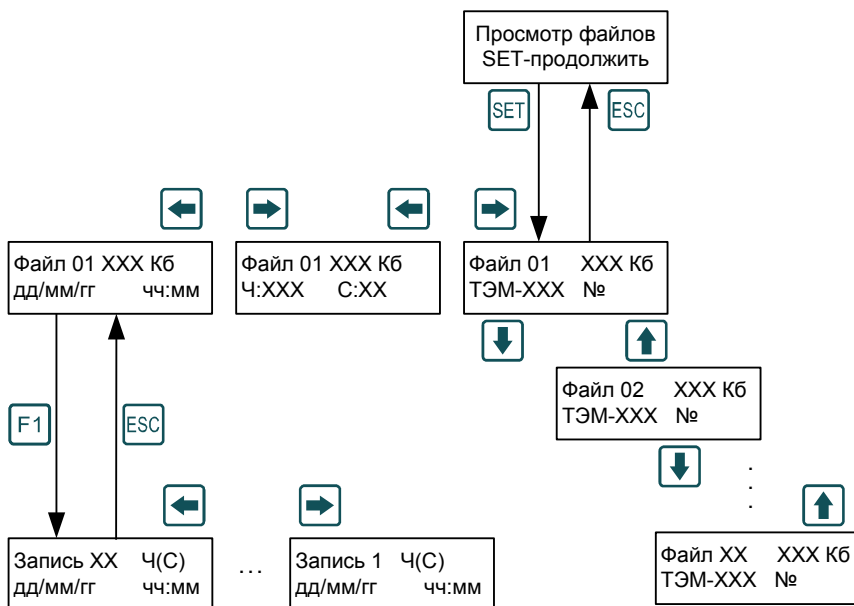 Просмотр файлов
SET-продолжить
SET
ESC
Файл 01 XXX Кб
дд/мм/гг чч:мм
Файл 01 XXX Кб
Ч:XXX С:XX
Файл 01 XXX Кб
ТЭМ-XXX №
Файл 02 XXX Кб
ТЭМ-XXX №
F1
ESC
Запись XX Ч(С)
дд/мм/гг чч:мм
...
Запись 1 Ч(С)
дд/мм/гг чч:мм
Файл XX XXX Кб
ТЭМ-XXX №